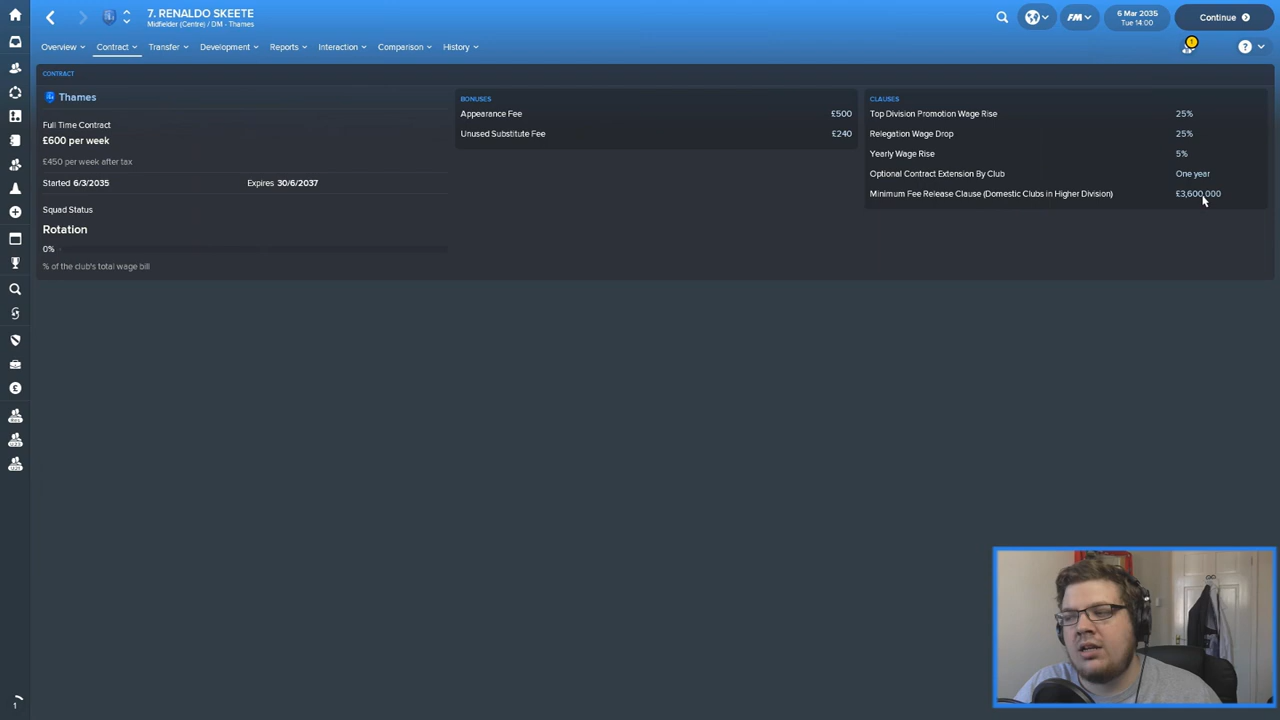 7. RENALDO SKEETE
Midfielder (Centre) / DM - Thames
FM
6 Mar 2035
Tue 14:00
Continue
Overview
Contract
Transfer
Development
Reports
Interaction
Comparison
History
?
CONTRACT
Thames
Full Time Contract
£600 per week
£450 per week after tax
Started 6/3/2035
Expires 30/6/2037
Squad Status
Rotation
0%
% of the club's total wage bill
BONUSES
Appearance Fee £500
Unused Substitute Fee £240
CLAUSES
Top Division Promotion Wage Rise 25%
Relegation Wage Drop 25%
Yearly Wage Rise 5%
Optional Contract Extension By Club One year
Minimum Fee Release Clause (Domestic Clubs in Higher Division) £3,600,000
1